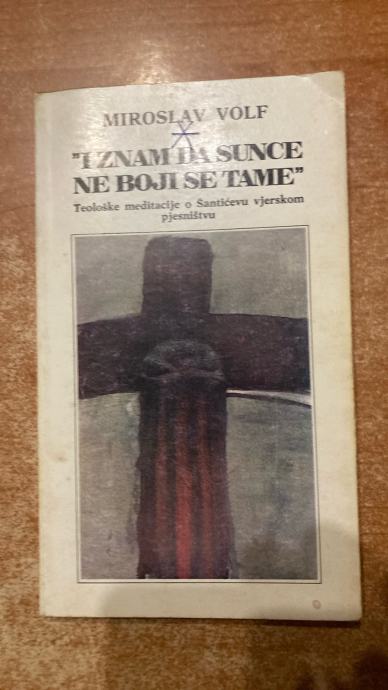 MIROSLAV VOLF
"I ZNAM DA SUNCE
NE BOJI SE TAME"
Teološke meditacije o Šantićevu vjerskom
pjesništvu